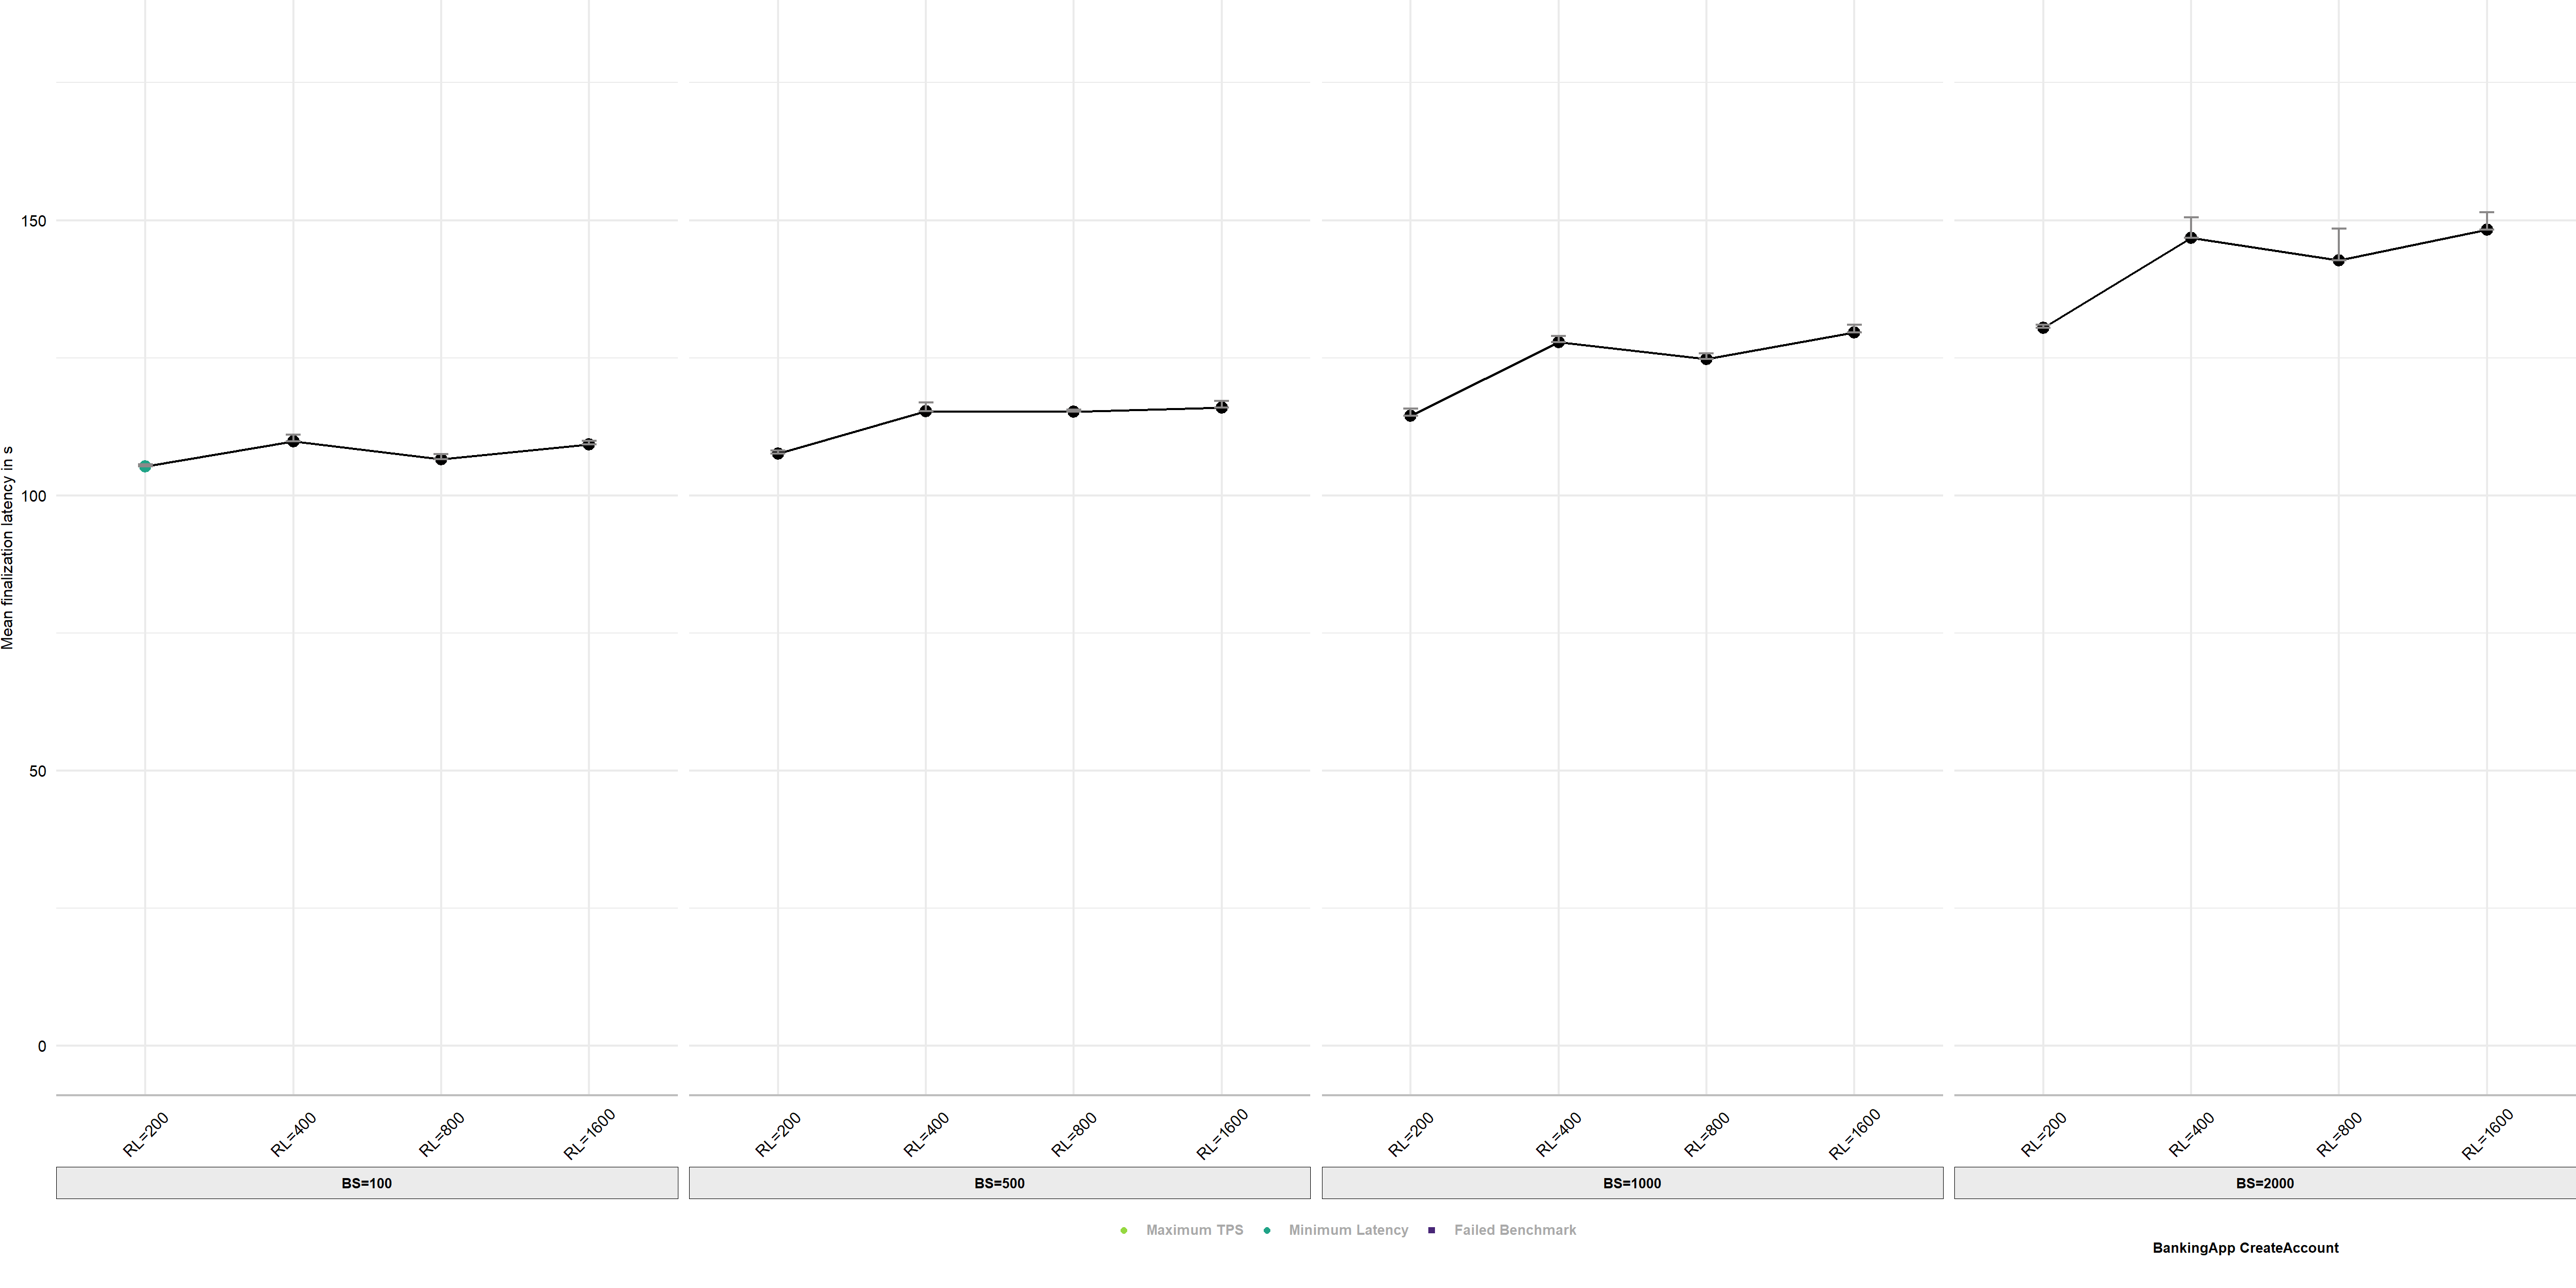 Mean finalization latency in s
150
100
50
0
RL=200 RL=400 RL=800 RL=1600 RL=200 RL=400 RL=800 RL=1600 RL=200 RL=400 RL=800 RL=1600 RL=200 RL=400 RL=800 RL=1600
BS=100 BS=500 BS=1000 BS=2000
Maximum TPS Minimum Latency Failed Benchmark
BankingApp CreateAccount